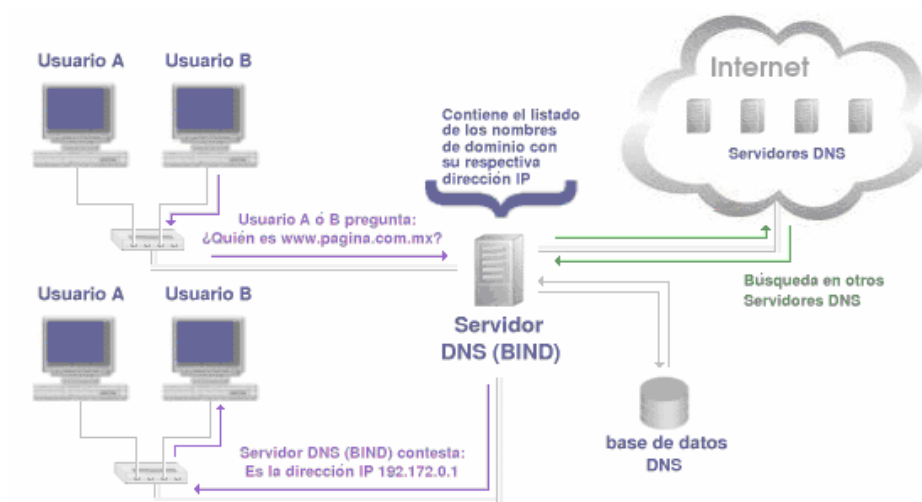 Usuario A
Usuario B
Contiene el listado
de los nombres
de dominio con
su respectiva
dirección IP
Internet
Servidores DNS
Usuario A ó B pregunta:
¿Quién es www.pagina.com.mx?
Búsqueda en otros
Servidores DNS
Usuario A
Usuario B
Servidor
DNS (BIND)
base de datos
DNS
Servidor DNS (BIND) contesta:
Es la dirección IP 192.172.0.1